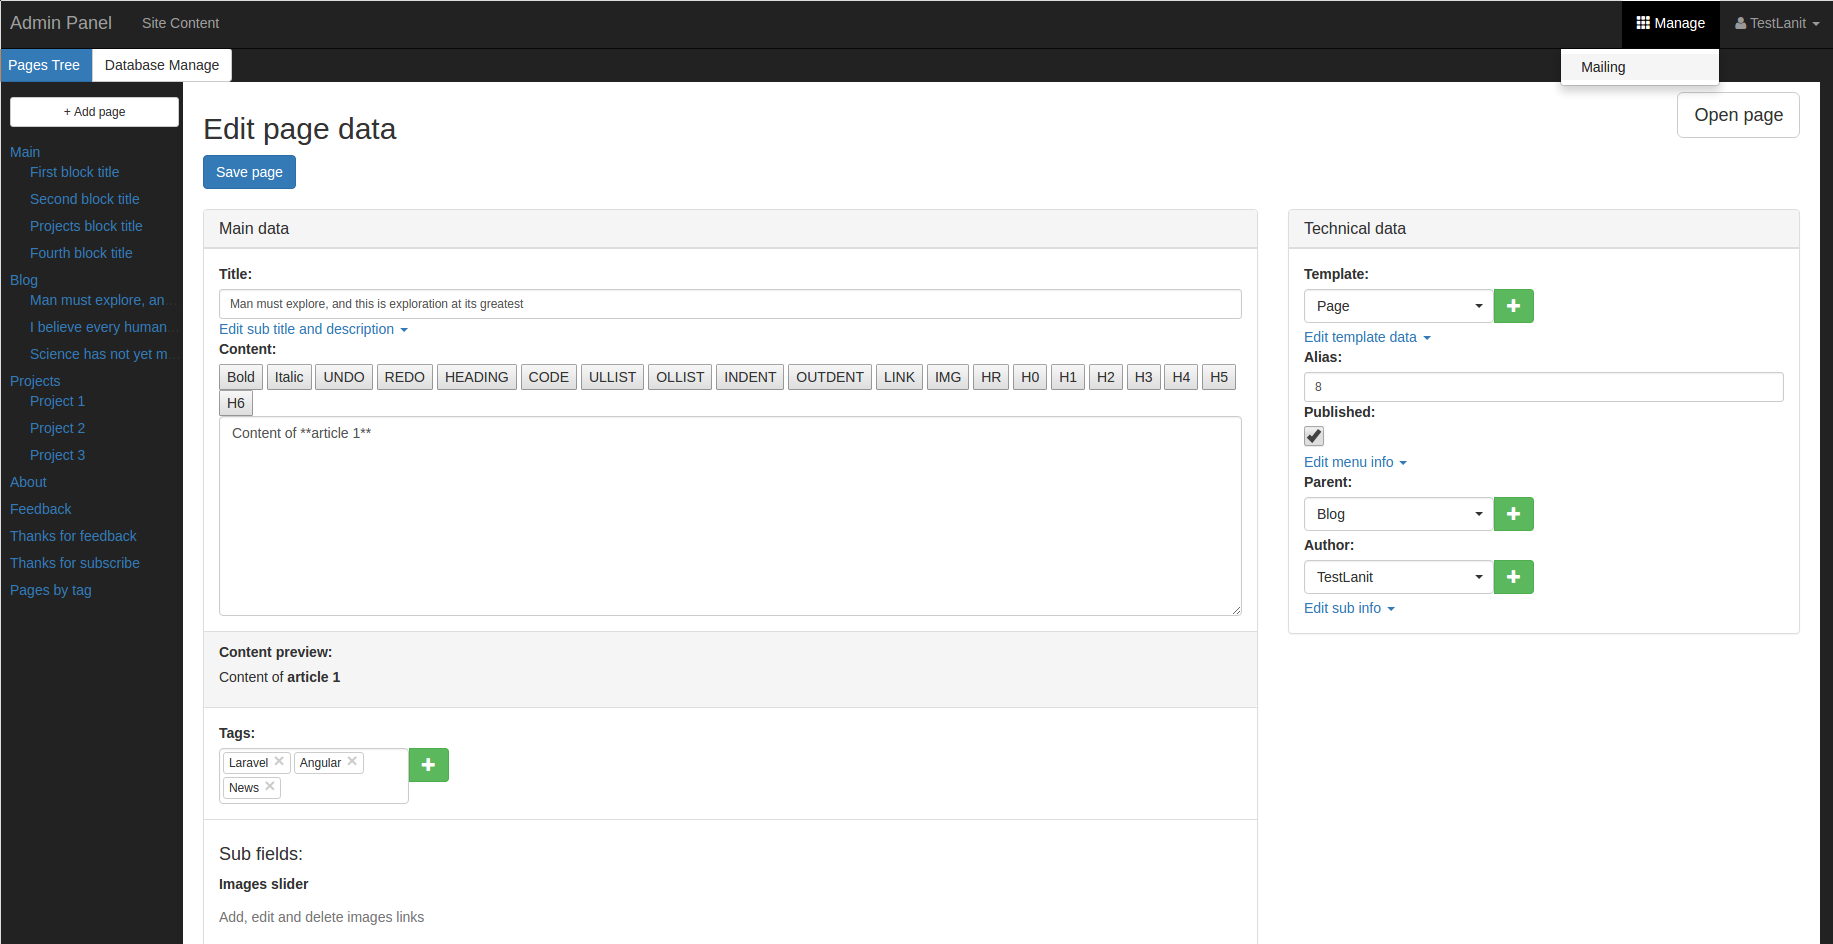 Admin Panel
Site Content
Manage
TestLanit
Pages Tree
Database Manage
Mailing
+ Add page
Main
First block title
Second block title
Projects block title
Fourth block title
Blog
Man must explore, an...
I believe every human...
Science has not yet m...
Projects
Project 1
Project 2
Project 3
About
Feedback
Thanks for feedback
Thanks for subscribe
Pages by tag
Edit page data
Open page
Save page
Main data
Title:
Man must explore, and this is exploration at its greatest
Edit sub title and description
Content:
Bold Italic UNDO REDO HEADING CODE ULLIST OLLIST INDENT OUTDENT LINK IMG HR H0 H1 H2 H3 H4 H5
H6
Content of **article 1**
Content preview:
Content of article 1
Tags:
Laravel Angular
News
Sub fields:
Images slider
Add, edit and delete images links
Technical data
Template:
Page
Edit template data
Alias:
8
Published:
Edit menu info
Parent:
Blog
Author:
TestLanit
Edit sub info